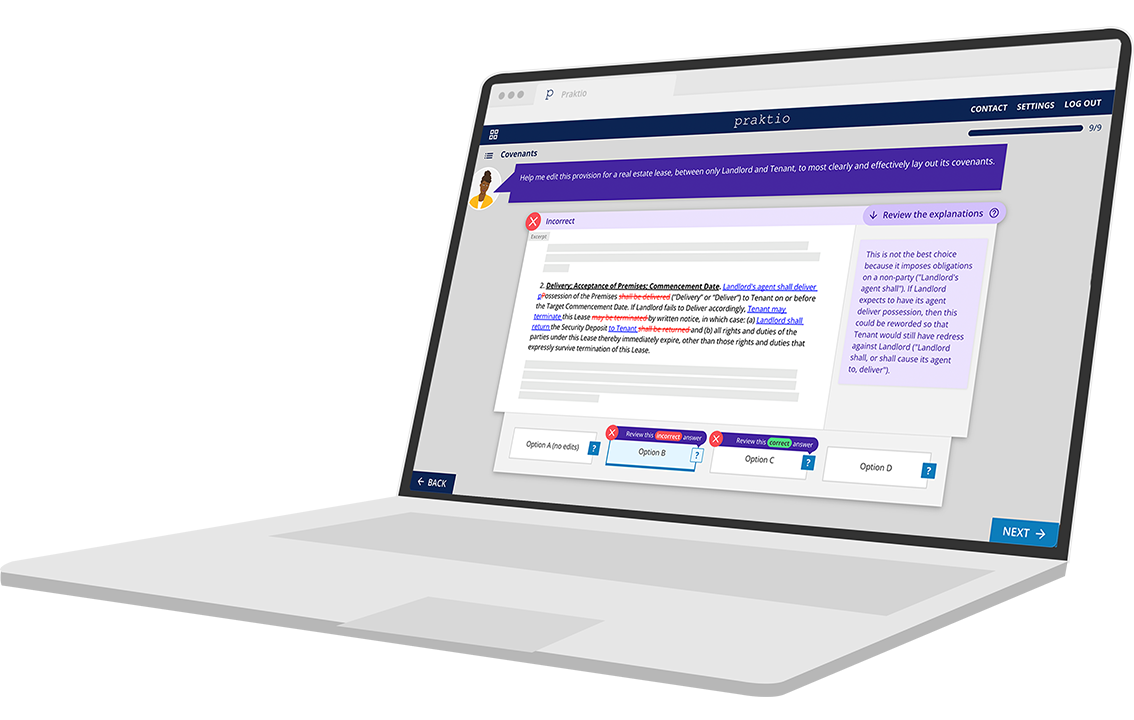 Praktio
praktio
CONTACT SETTINGS LOG OUT
9/9
Covenants
Help me edit this provision for a real estate lease, between only Landlord and Tenant, to most clearly and effectively lay out its covenants.
Incorrect
Review the explanations
Excerpt
2. Delivery; Acceptance of Premises; Commencement Date. Landlord's agent shall deliver
pPossession of the Premises shall be delivered ("Delivery" or "Deliver") to Tenant on or before
the Target Commencement Date. If Landlord fails to Deliver accordingly, Tenant may
terminate this Lease may be terminated by written notice, in which case: (a) Landlord shall
return the Security Deposit to Tenant shall be returned and (b) all rights and duties of the
parties under this Lease thereby immediately expire, other than those rights and duties that
expressly survive termination of this Lease.
This is not the best choice
because it imposes obligations
on a non-party ("Landlord's
agent shall"). If Landlord
expects to have its agent
deliver possession, then this
could be reworded so that
Tenant would still have redress
against Landlord ("Landlord
shall, or shall cause its agent
to, deliver").
Option A (no edits) ?
Review this incorrect answer
Option B ?
Review this correct answer
Option C ?
Option D ?
BACK
NEXT